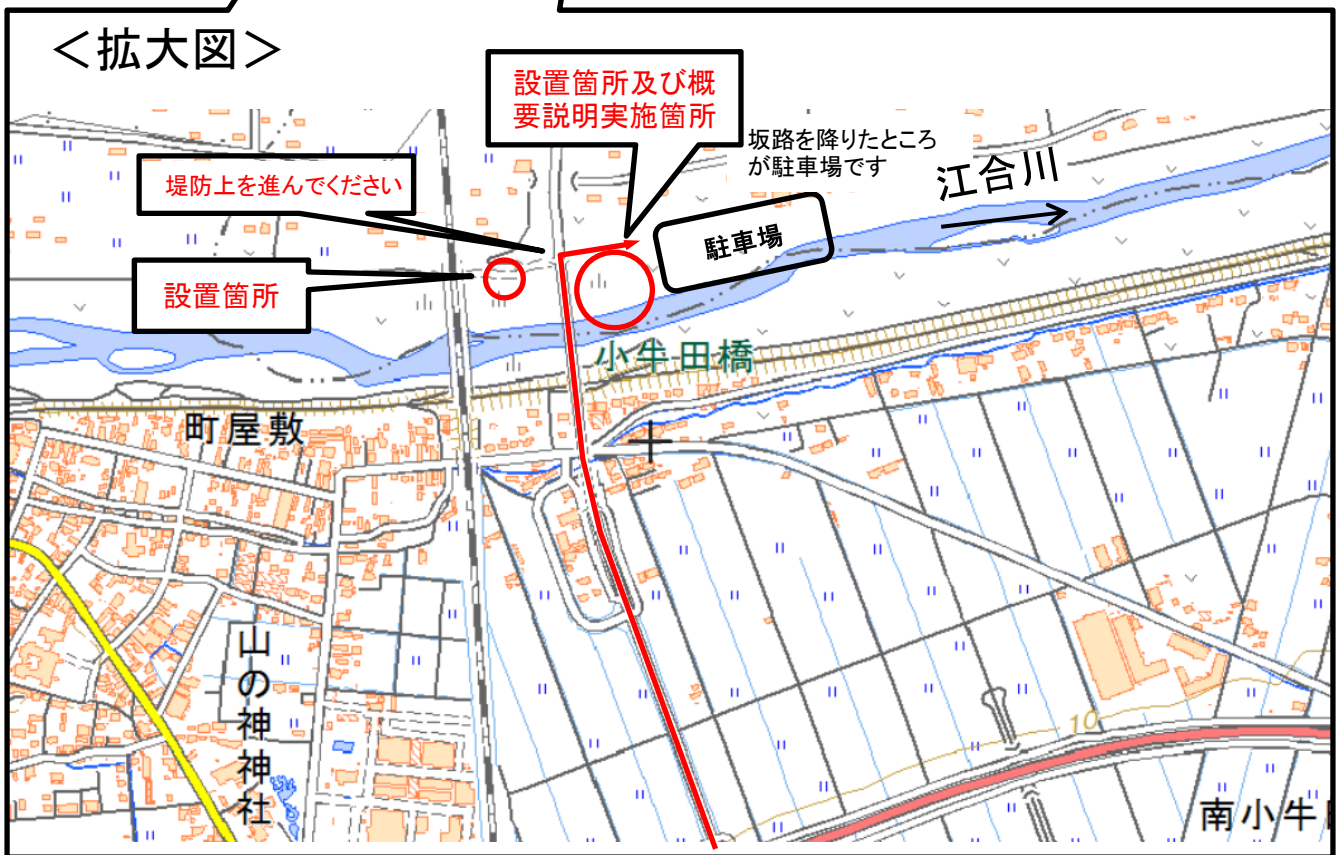 ＜拡大図＞
設置箇所及び概
要説明実施箇所
坂路を降りたところ
が駐車場です
堤防上を進んでください
江合川
駐車場
設置箇所
小牛田橋
町屋敷
山の神神社
10
南小牛